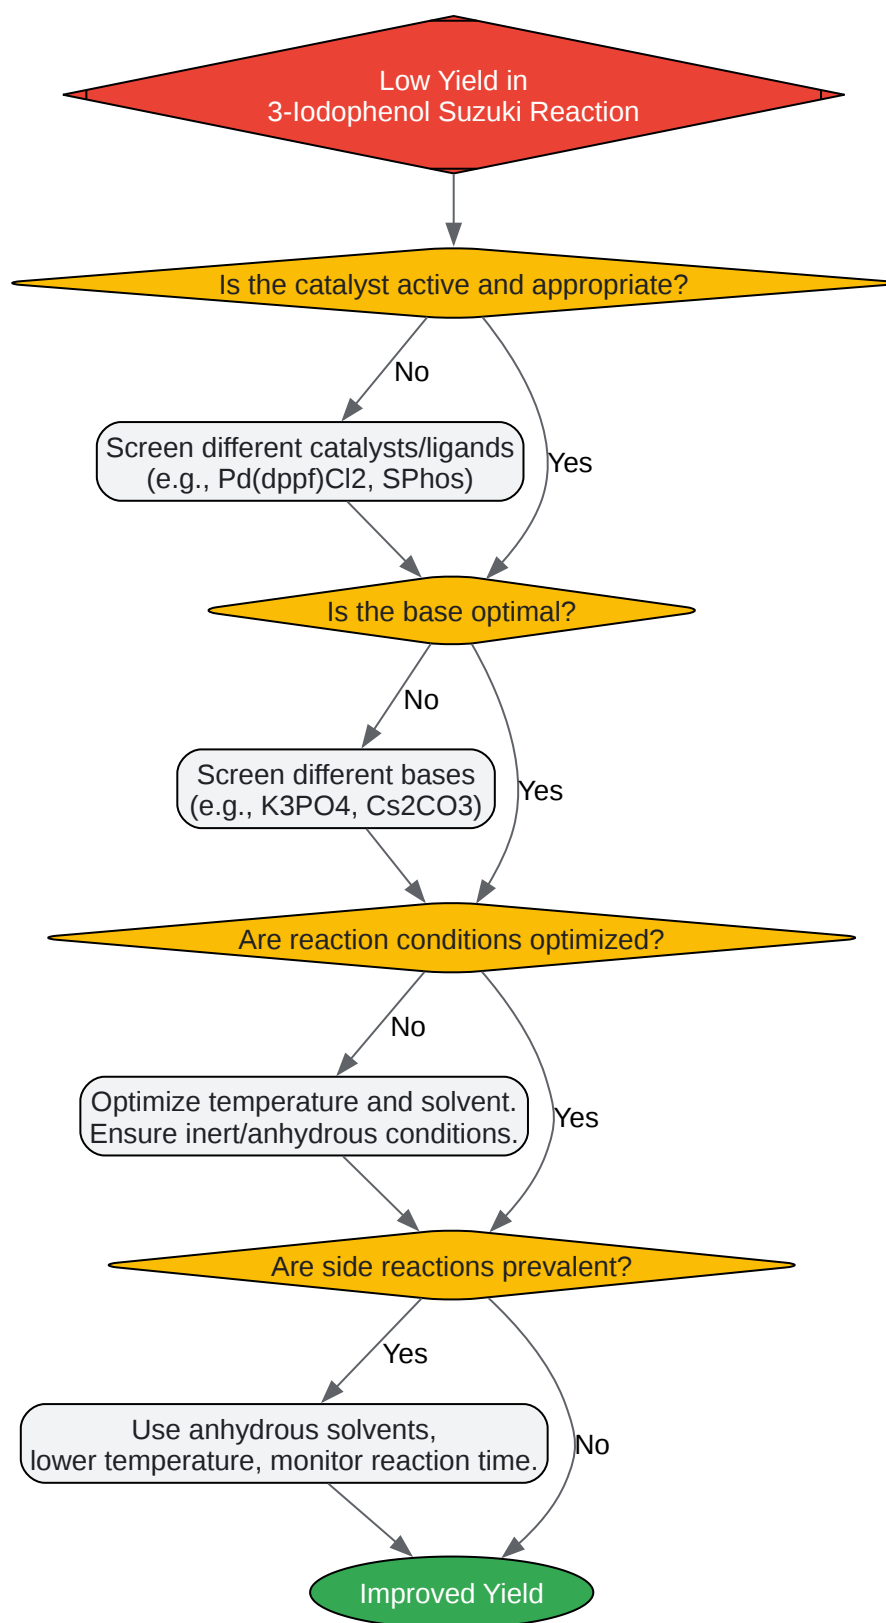 Low Yield in
3-Iodophenol Suzuki Reaction
Is the catalyst active and appropriate?
No
Screen different catalysts/ligands
(e.g., Pd(dppf)Cl2, SPhos)
Yes
Is the base optimal?
No
Screen different bases
(e.g., K3PO4, Cs2CO3)
Yes
Are reaction conditions optimized?
No
Optimize temperature and solvent.
Ensure inert/anhydrous conditions.
Yes
Are side reactions prevalent?
Yes
Use anhydrous solvents,
lower temperature, monitor reaction time.
No
Improved Yield